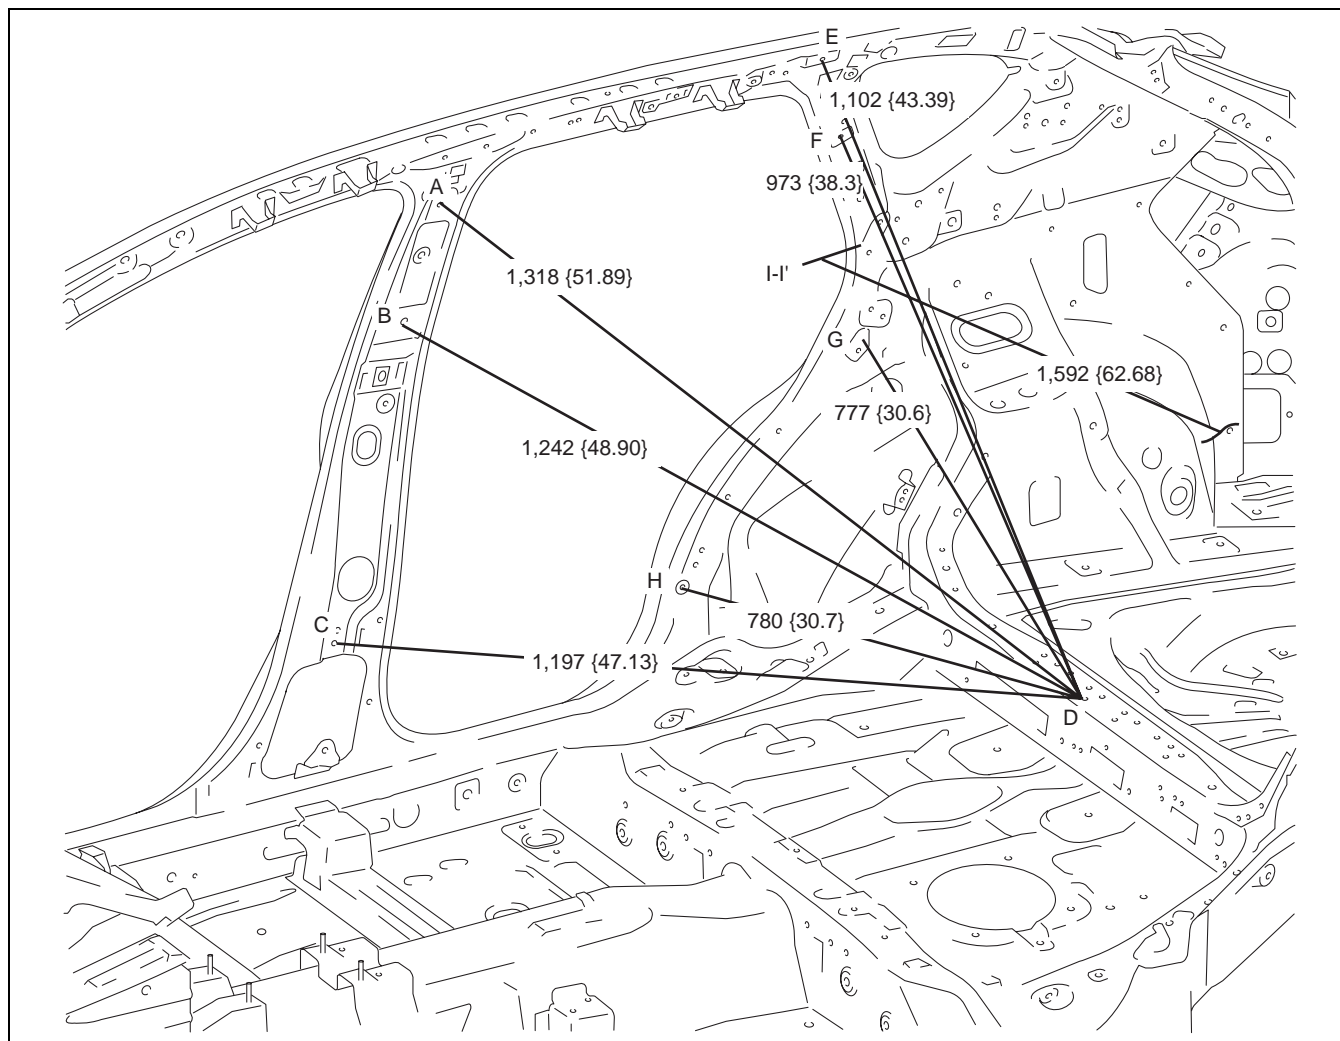 E
1,102 {43.39}
F
973 {38.3}
A
1,318 {51.89}
I-I'
B
G
1,592 {62.68}
777 {30.6}
1,242 {48.90}
H
780 {30.7}
C
1,197 {47.13}
D